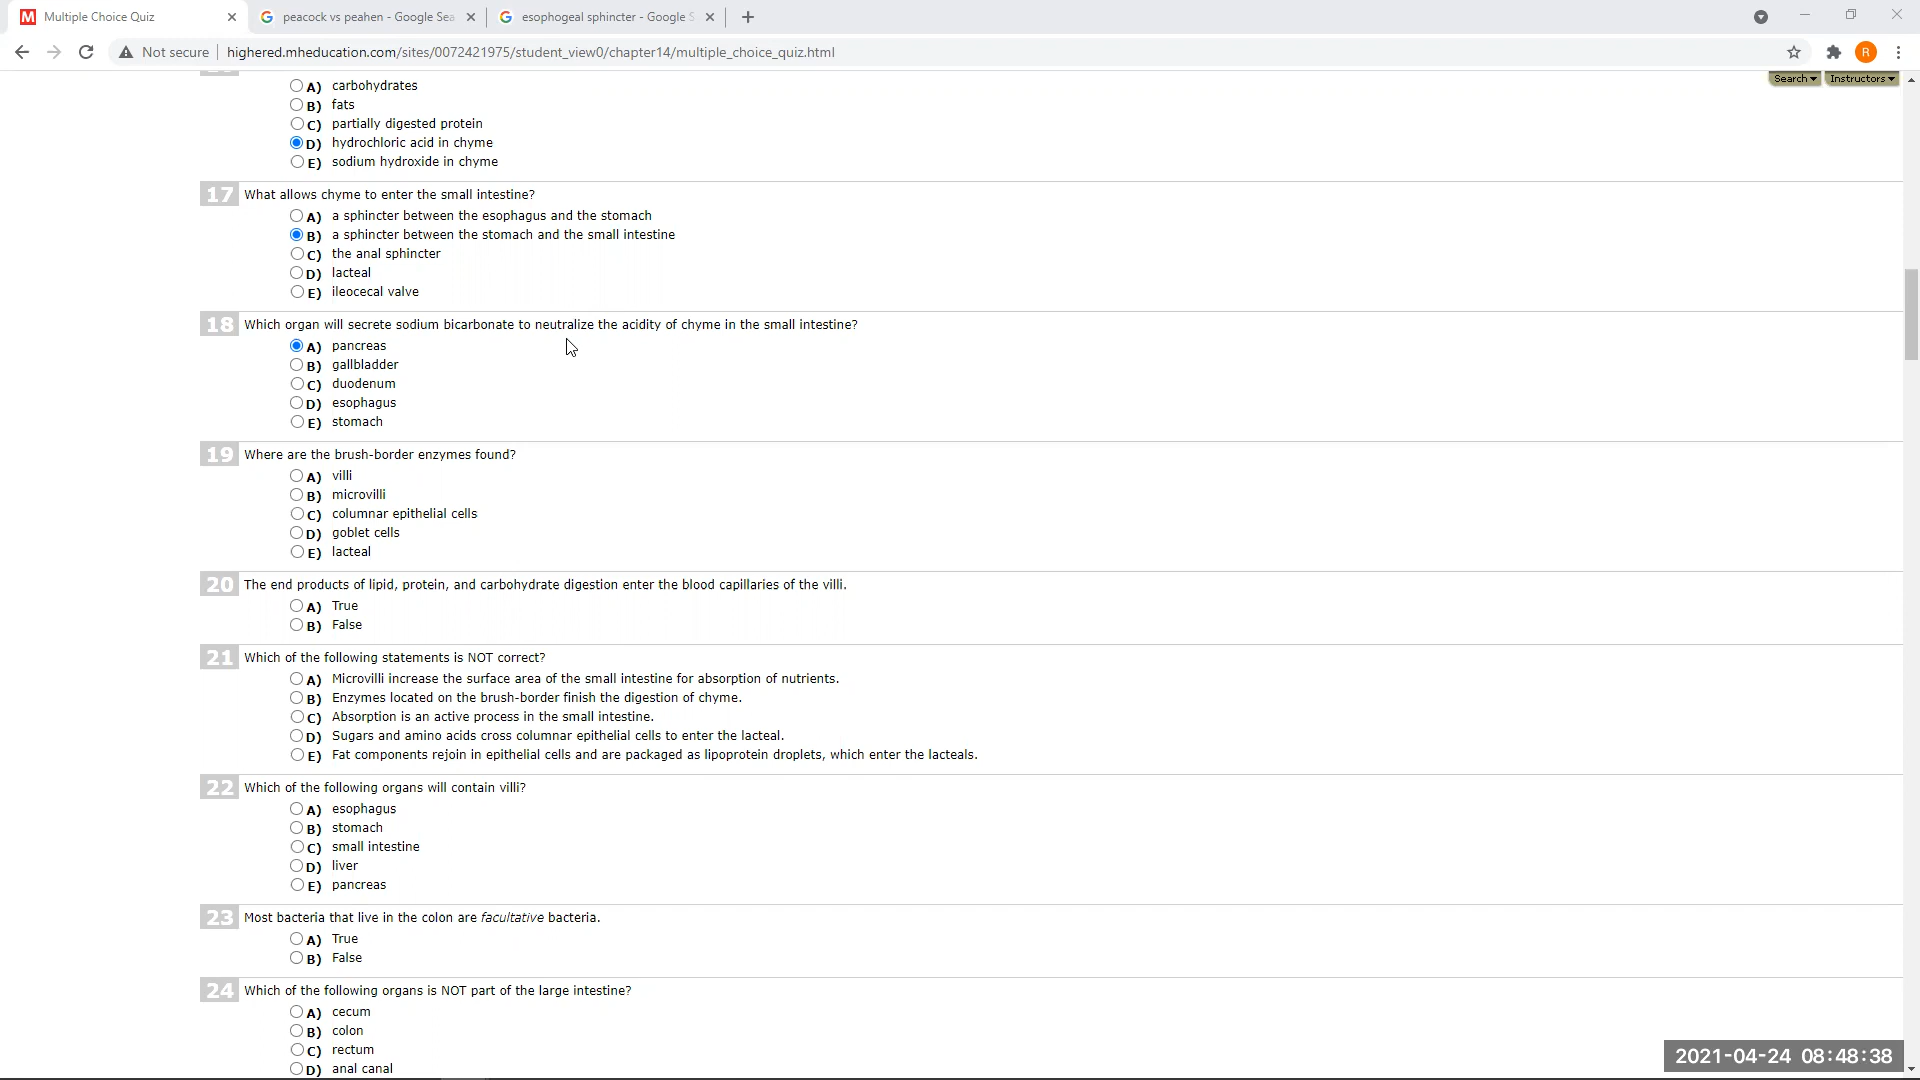 Multiple Choice Quiz
peacock vs peahen - Google Sea
esophogeal sphincter - Google S
Not secure
highered.mheducation.com/sites/0072421975/student_view0/chapter14/multiple_choice_quiz.html
R
Search
Instructors
A) carbohydrates
B) fats
C) partially digested protein
D) hydrochloric acid in chyme
E) sodium hydroxide in chyme
17 What allows chyme to enter the small intestine?
A) a sphincter between the esophagus and the stomach
B) a sphincter between the stomach and the small intestine
C) the anal sphincter
D) lacteal
E) ileocecal valve
18 Which organ will secrete sodium bicarbonate to neutralize the acidity of chyme in the small intestine?
A) pancreas
B) gallbladder
C) duodenum
D) esophagus
E) stomach
19 Where are the brush-border enzymes found?
A) villi
B) microvilli
C) columnar epithelial cells
D) goblet cells
E) lacteal
20 The end products of lipid, protein, and carbohydrate digestion enter the blood capillaries of the villi.
A) True
B) False
21 Which of the following statements is NOT correct?
A) Microvilli increase the surface area of the small intestine for absorption of nutrients.
B) Enzymes located on the brush-border finish the digestion of chyme.
C) Absorption is an active process in the small intestine.
D) Sugars and amino acids cross columnar epithelial cells to enter the lacteal.
E) Fat components rejoin in epithelial cells and are packaged as lipoprotein droplets, which enter the lacteals.
22 Which of the following organs will contain villi?
A) esophagus
B) stomach
C) small intestine
D) liver
E) pancreas
23 Most bacteria that live in the colon are facultative bacteria.
A) True
B) False
24 Which of the following organs is NOT part of the large intestine?
A) cecum
B) colon
C) rectum
D) anal canal
2021-04-24 08:48:38